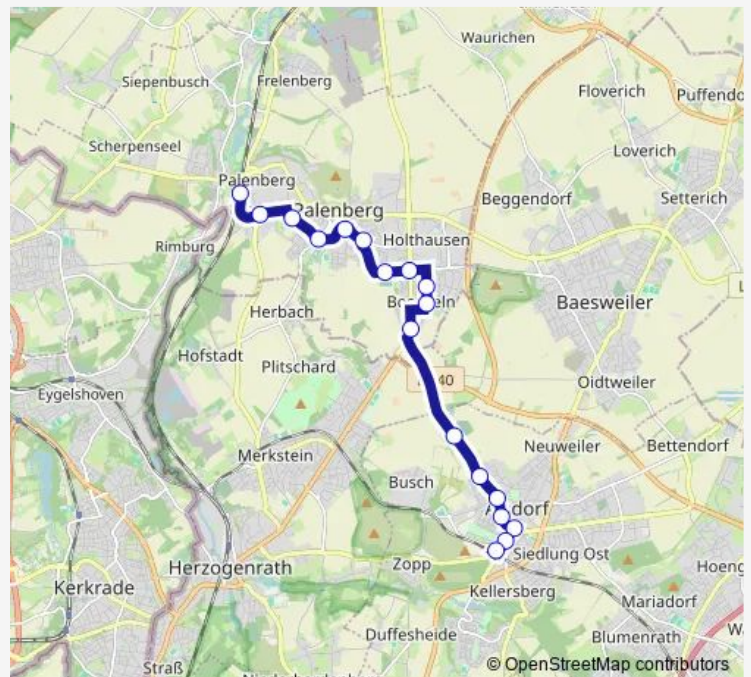 Waurichen
Siepenbusch
Frelenberg
Floverich
Puffendo
Scherpenseel
Loverich
Palenberg
Beggendorf
Setterich
Palenberg
Rimburg
Holthausen
Herbach
Baesweiler
Hofstadt
Plitschard
Eygelshoven
Oidtweiler
Merkstein
Neuweiler
Bettendorf
Busch
Herzogenrath
Zopp
Siedlung Ost
Hoeng
Kerkrade
Kellersberg
Mariadorf
Duffesheide
Blumenrath
Straß
© OpenStreetMap contributors